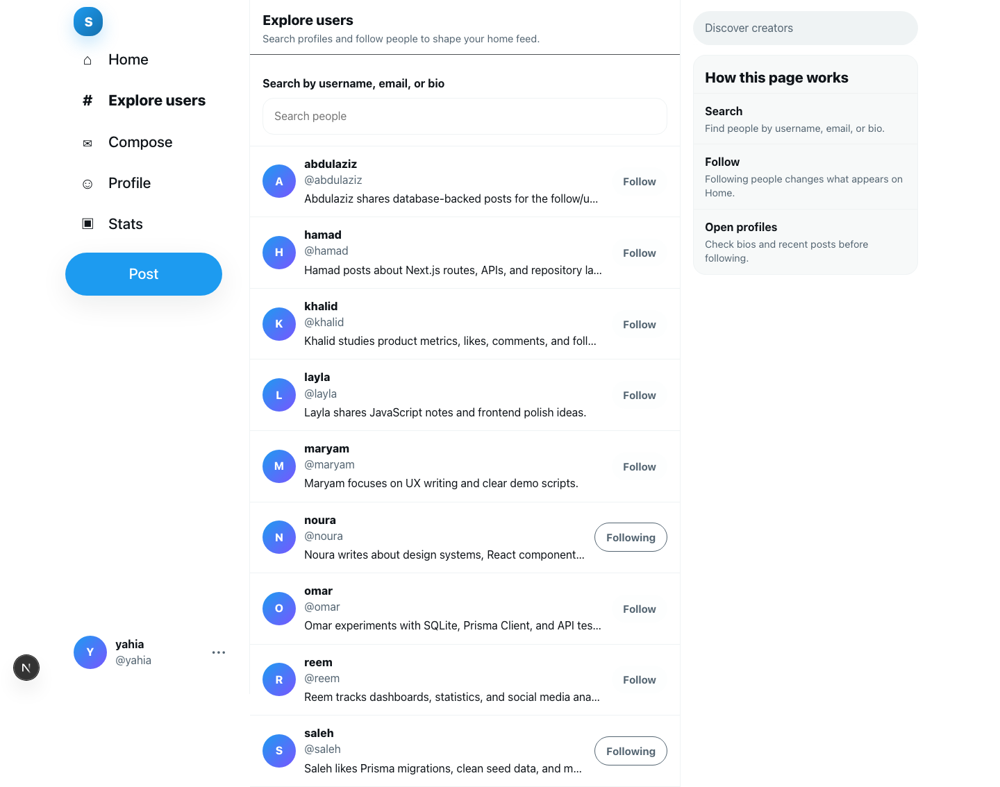 S
Home
# Explore users
Compose
Profile
Stats
Post
Y
yahia
@yahia
...
N
Explore users
Search profiles and follow people to shape your home feed.
Search by username, email, or bio
Search people
A
abdulaziz
@abdulaziz
Abdulaziz shares database-backed posts for the follow/u...
Follow
H
hamad
@hamad
Hamad posts about Next.js routes, APIs, and repository la...
Follow
K
khalid
@khalid
Khalid studies product metrics, likes, comments, and foll...
Follow
L
layla
@layla
Layla shares JavaScript notes and frontend polish ideas.
Follow
M
maryam
@maryam
Maryam focuses on UX writing and clear demo scripts.
Follow
N
noura
@noura
Noura writes about design systems, React component...
Following
O
omar
@omar
Omar experiments with SQLite, Prisma Client, and API tes...
Follow
R
reem
@reem
Reem tracks dashboards, statistics, and social media ana...
Follow
S
saleh
@saleh
Saleh likes Prisma migrations, clean seed data, and m...
Following
Discover creators
How this page works
Search
Find people by username, email, or bio.
Follow
Following people changes what appears on
Home.
Open profiles
Check bios and recent posts before
following.